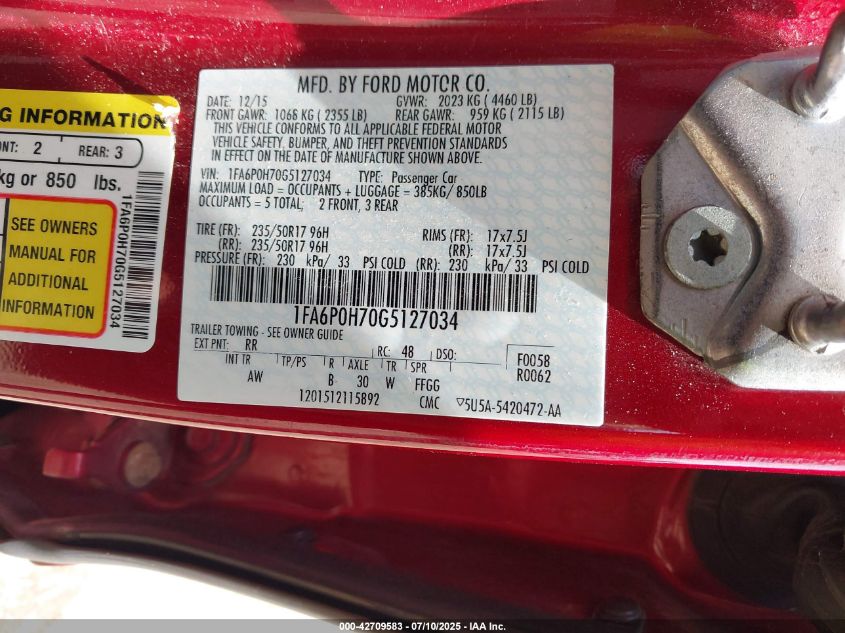 NG INFORMATION
NT: 2 REAR: 3
kg or 850 lbs.
SEE OWNERS
MANUAL FOR
ADDITIONAL
INFORMATION
1FA6P0H70G5127034
MFD. BY FORD MOTOR CO.
DATE: 12/15 GVWR: 2023 KG ( 4460 LB)
FRONT GAWR: 1068 KG ( 2355 LB) REAR GAWR: 959 KG ( 2115 LB)
THIS VEHICLE CONFORMS TO ALL APPLICABLE FEDERAL MOTOR
VEHICLE SAFETY, BUMPER, AND THEFT PREVENTION STANDARDS
IN EFFECT ON THE DATE OF MANUFACTURE SHOWN ABOVE.
VIN: 1FA6P0H70G5127034 TYPE: Passenger Car
MAXIMUM LOAD = OCCUPANTS + LUGGAGE = 385KG/ 850LB
OCCUPANTS = 5 TOTAL: 2 FRONT, 3 REAR
TIRE (FR): 235/50R17 96H RIMS (FR): 17x7.5J
(RR): 235/50R17 96H (RR): 17x7.5J
PRESSURE (FR): 230 kPa/ 33 PSI COLD (RR): 230 kPa/ 33 PSI COLD
1FA6P0H70G5127034
TRAILER TOWING - SEE OWNER GUIDE
EXT PNT: RR RC: 48 DSO: F0058
INT TR TP/PS R AXLE TR SPR R0062
AW B 30 W FFGG
1201512115B92 CMC ▽5U5A-5420472-AA
000-42709583 - 07/10/2025 - IAA Inc.